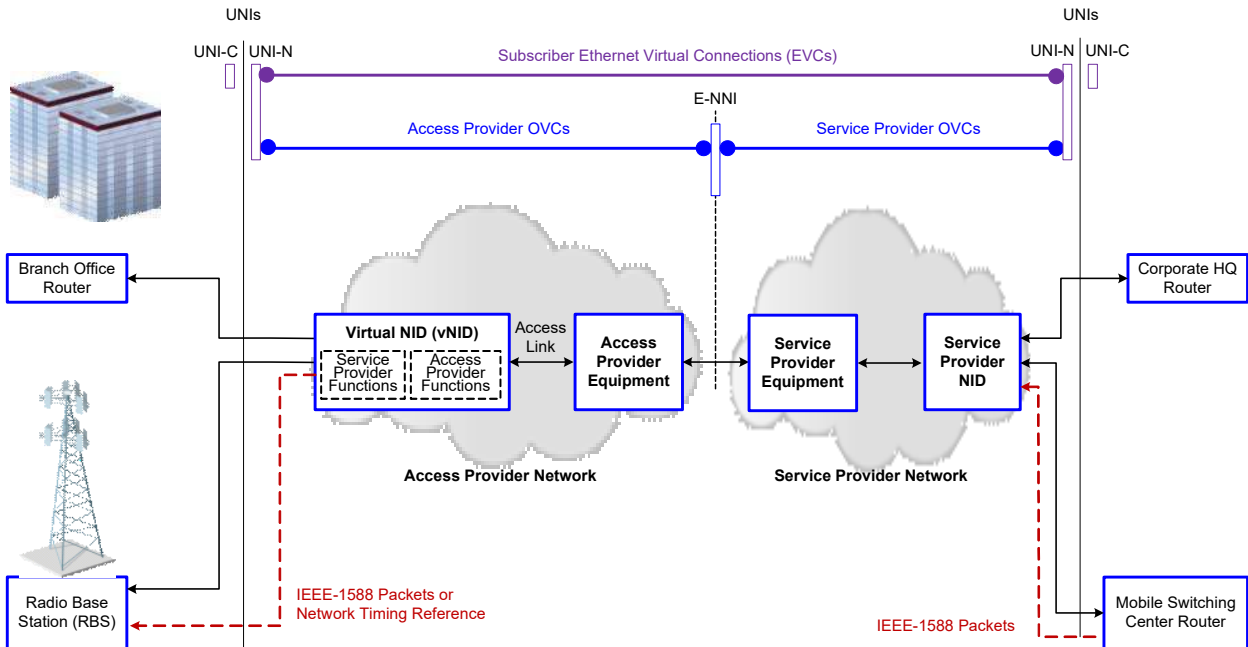 UNIs
UNIs
UNI-C
UNI-N
Subscriber Ethernet Virtual Connections (EVCs)
UNI-N
UNI-C
E-NNI
Access Provider OVCs
Service Provider OVCs
Branch Office
Router
Corporate HQ
Router
Virtual NID (vNID)
Service
Provider
Functions
Access
Provider
Functions
Access
Link
Access
Provider
Equipment
Service
Provider
Equipment
Service
Provider
NID
Access Provider Network
Service Provider Network
IEEE-1588 Packets or
Network Timing Reference
Radio Base
Station (RBS)
IEEE-1588 Packets
Mobile Switching
Center Router